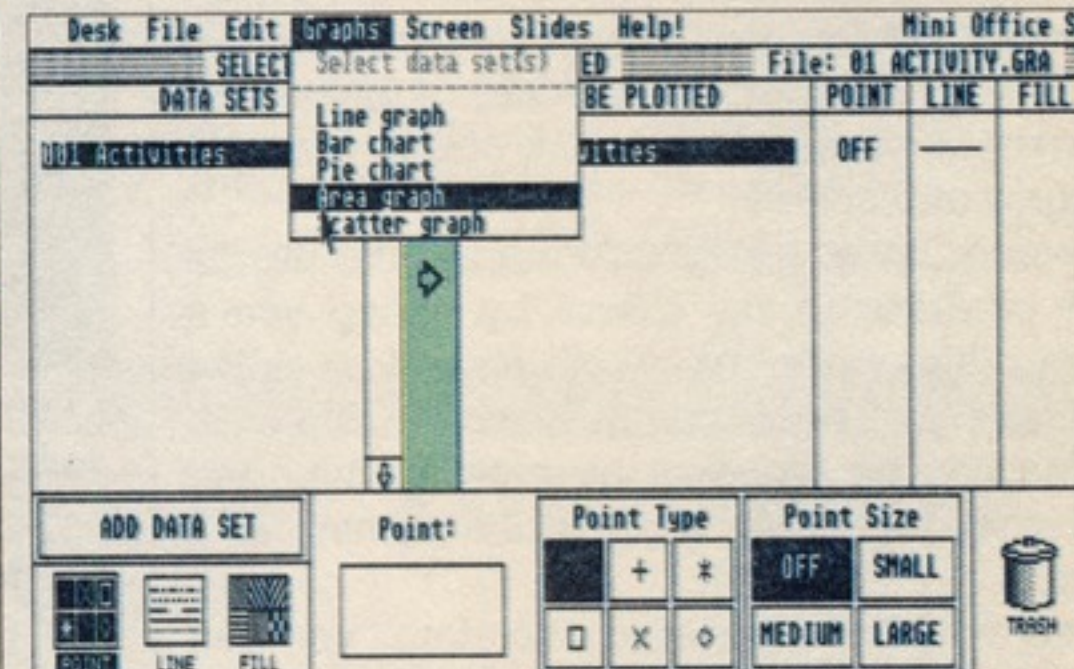 Desk File Edit Graphs Screen Slides Help! Mini Office S
SELECT ED File: 01 ACTIVITY.GRA
DATA SETS BE PLOTTED POINT LINE FILL
Select data set(s)
Line graph
Bar chart
Pie chart
Area graph
Scatter graph
001 Activities vities OFF
ADD DATA SET
POINT LINE FILL
Point:
Point Type
Point Size
OFF SMALL
MEDIUM LARGE
TRASH